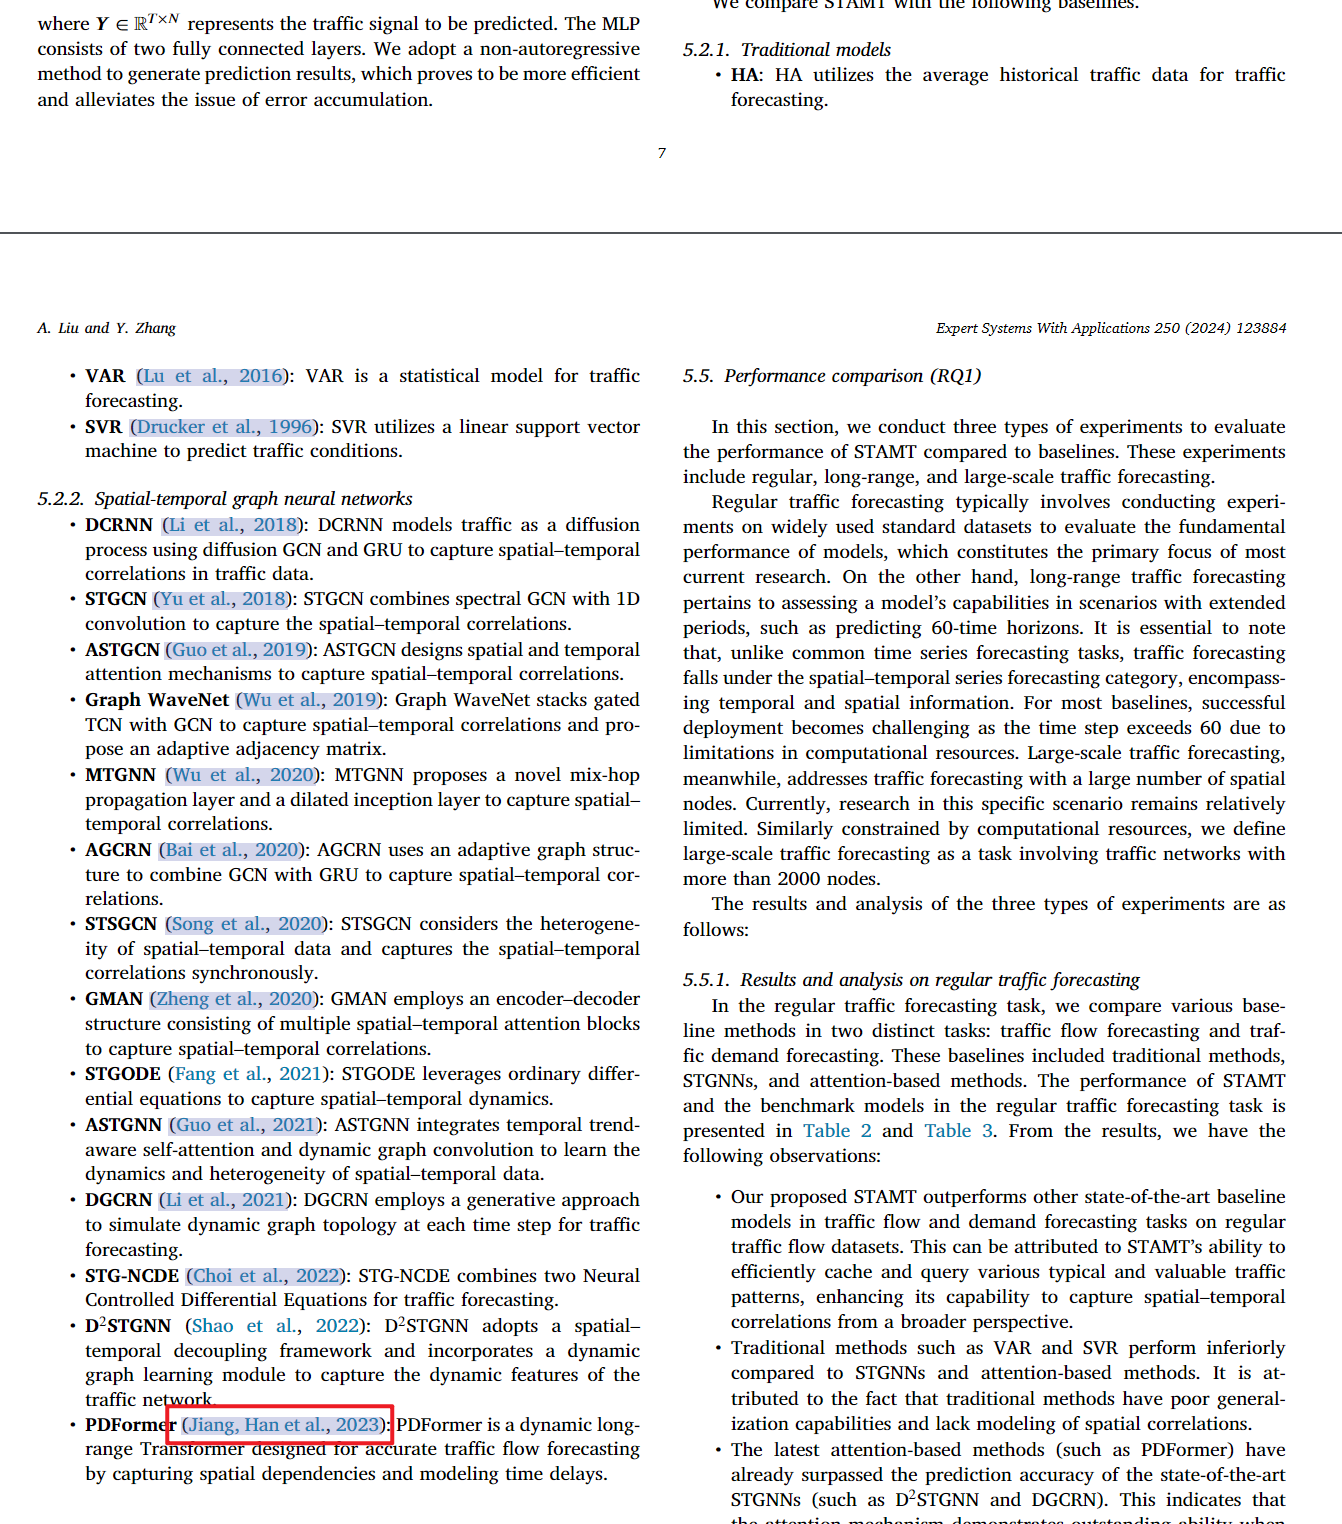 where Y ∈ ℝ^{T×N} represents the traffic signal to be predicted. The MLP
consists of two fully connected layers. We adopt a non-autoregressive
method to generate prediction results, which proves to be more efficient
and alleviates the issue of error accumulation.
We compare STAMT with the following baselines.
5.2.1. Traditional models
• HA: HA utilizes the average historical traffic data for traffic
forecasting.
7
A. Liu and Y. Zhang
Expert Systems With Applications 250 (2024) 123884
• VAR (Lu et al., 2016): VAR is a statistical model for traffic
forecasting.
• SVR (Drucker et al., 1996): SVR utilizes a linear support vector
machine to predict traffic conditions.
5.2.2. Spatial-temporal graph neural networks
• DCRNN (Li et al., 2018): DCRNN models traffic as a diffusion
process using diffusion GCN and GRU to capture spatial–temporal
correlations in traffic data.
• STGCN (Yu et al., 2018): STGCN combines spectral GCN with 1D
convolution to capture the spatial–temporal correlations.
• ASTGCN (Guo et al., 2019): ASTGCN designs spatial and temporal
attention mechanisms to capture spatial–temporal correlations.
• Graph WaveNet (Wu et al., 2019): Graph WaveNet stacks gated
TCN with GCN to capture spatial–temporal correlations and pro-
pose an adaptive adjacency matrix.
• MTGNN (Wu et al., 2020): MTGNN proposes a novel mix-hop
propagation layer and a dilated inception layer to capture spatial–
temporal correlations.
• AGCRN (Bai et al., 2020): AGCRN uses an adaptive graph struc-
ture to combine GCN with GRU to capture spatial–temporal cor-
relations.
• STSGCN (Song et al., 2020): STSGCN considers the heterogene-
ity of spatial–temporal data and captures the spatial–temporal
correlations synchronously.
• GMAN (Zheng et al., 2020): GMAN employs an encoder–decoder
structure consisting of multiple spatial–temporal attention blocks
to capture spatial–temporal correlations.
• STGODE (Fang et al., 2021): STGODE leverages ordinary differ-
ential equations to capture spatial–temporal dynamics.
• ASTGNN (Guo et al., 2021): ASTGNN integrates temporal trend-
aware self-attention and dynamic graph convolution to learn the
dynamics and heterogeneity of spatial–temporal data.
• DGCRN (Li et al., 2021): DGCRN employs a generative approach
to simulate dynamic graph topology at each time step for traffic
forecasting.
• STG-NCDE (Choi et al., 2022): STG-NCDE combines two Neural
Controlled Differential Equations for traffic forecasting.
• D²STGNN (Shao et al., 2022): D²STGNN adopts a spatial–
temporal decoupling framework and incorporates a dynamic
graph learning module to capture the dynamic features of the
traffic network.
• PDFormer (Jiang, Han et al., 2023): PDFormer is a dynamic long-
range Transformer designed for accurate traffic flow forecasting
by capturing spatial dependencies and modeling time delays.
5.5. Performance comparison (RQ1)
In this section, we conduct three types of experiments to evaluate
the performance of STAMT compared to baselines. These experiments
include regular, long-range, and large-scale traffic forecasting.
Regular traffic forecasting typically involves conducting experi-
ments on widely used standard datasets to evaluate the fundamental
performance of models, which constitutes the primary focus of most
current research. On the other hand, long-range traffic forecasting
pertains to assessing a model's capabilities in scenarios with extended
periods, such as predicting 60-time horizons. It is essential to note
that, unlike common time series forecasting tasks, traffic forecasting
falls under the spatial–temporal series forecasting category, encompass-
ing temporal and spatial information. For most baselines, successful
deployment becomes challenging as the time step exceeds 60 due to
limitations in computational resources. Large-scale traffic forecasting,
meanwhile, addresses traffic forecasting with a large number of spatial
nodes. Currently, research in this specific scenario remains relatively
limited. Similarly constrained by computational resources, we define
large-scale traffic forecasting as a task involving traffic networks with
more than 2000 nodes.
The results and analysis of the three types of experiments are as
follows:
5.5.1. Results and analysis on regular traffic forecasting
In the regular traffic forecasting task, we compare various base-
line methods in two distinct tasks: traffic flow forecasting and traf-
fic demand forecasting. These baselines included traditional methods,
STGNNs, and attention-based methods. The performance of STAMT
and the benchmark models in the regular traffic forecasting task is
presented in Table 2 and Table 3. From the results, we have the
following observations:
• Our proposed STAMT outperforms other state-of-the-art baseline
models in traffic flow and demand forecasting tasks on regular
traffic flow datasets. This can be attributed to STAMT's ability to
efficiently cache and query various typical and valuable traffic
patterns, enhancing its capability to capture spatial–temporal
correlations from a broader perspective.
• Traditional methods such as VAR and SVR perform inferiorly
compared to STGNNs and attention-based methods. It is at-
tributed to the fact that traditional methods have poor general-
ization capabilities and lack modeling of spatial correlations.
• The latest attention-based methods (such as PDFormer) have
already surpassed the prediction accuracy of the state-of-the-art
STGNNs (such as D²STGNN and DGCRN). This indicates that
the attention mechanism demonstrates outstanding ability when